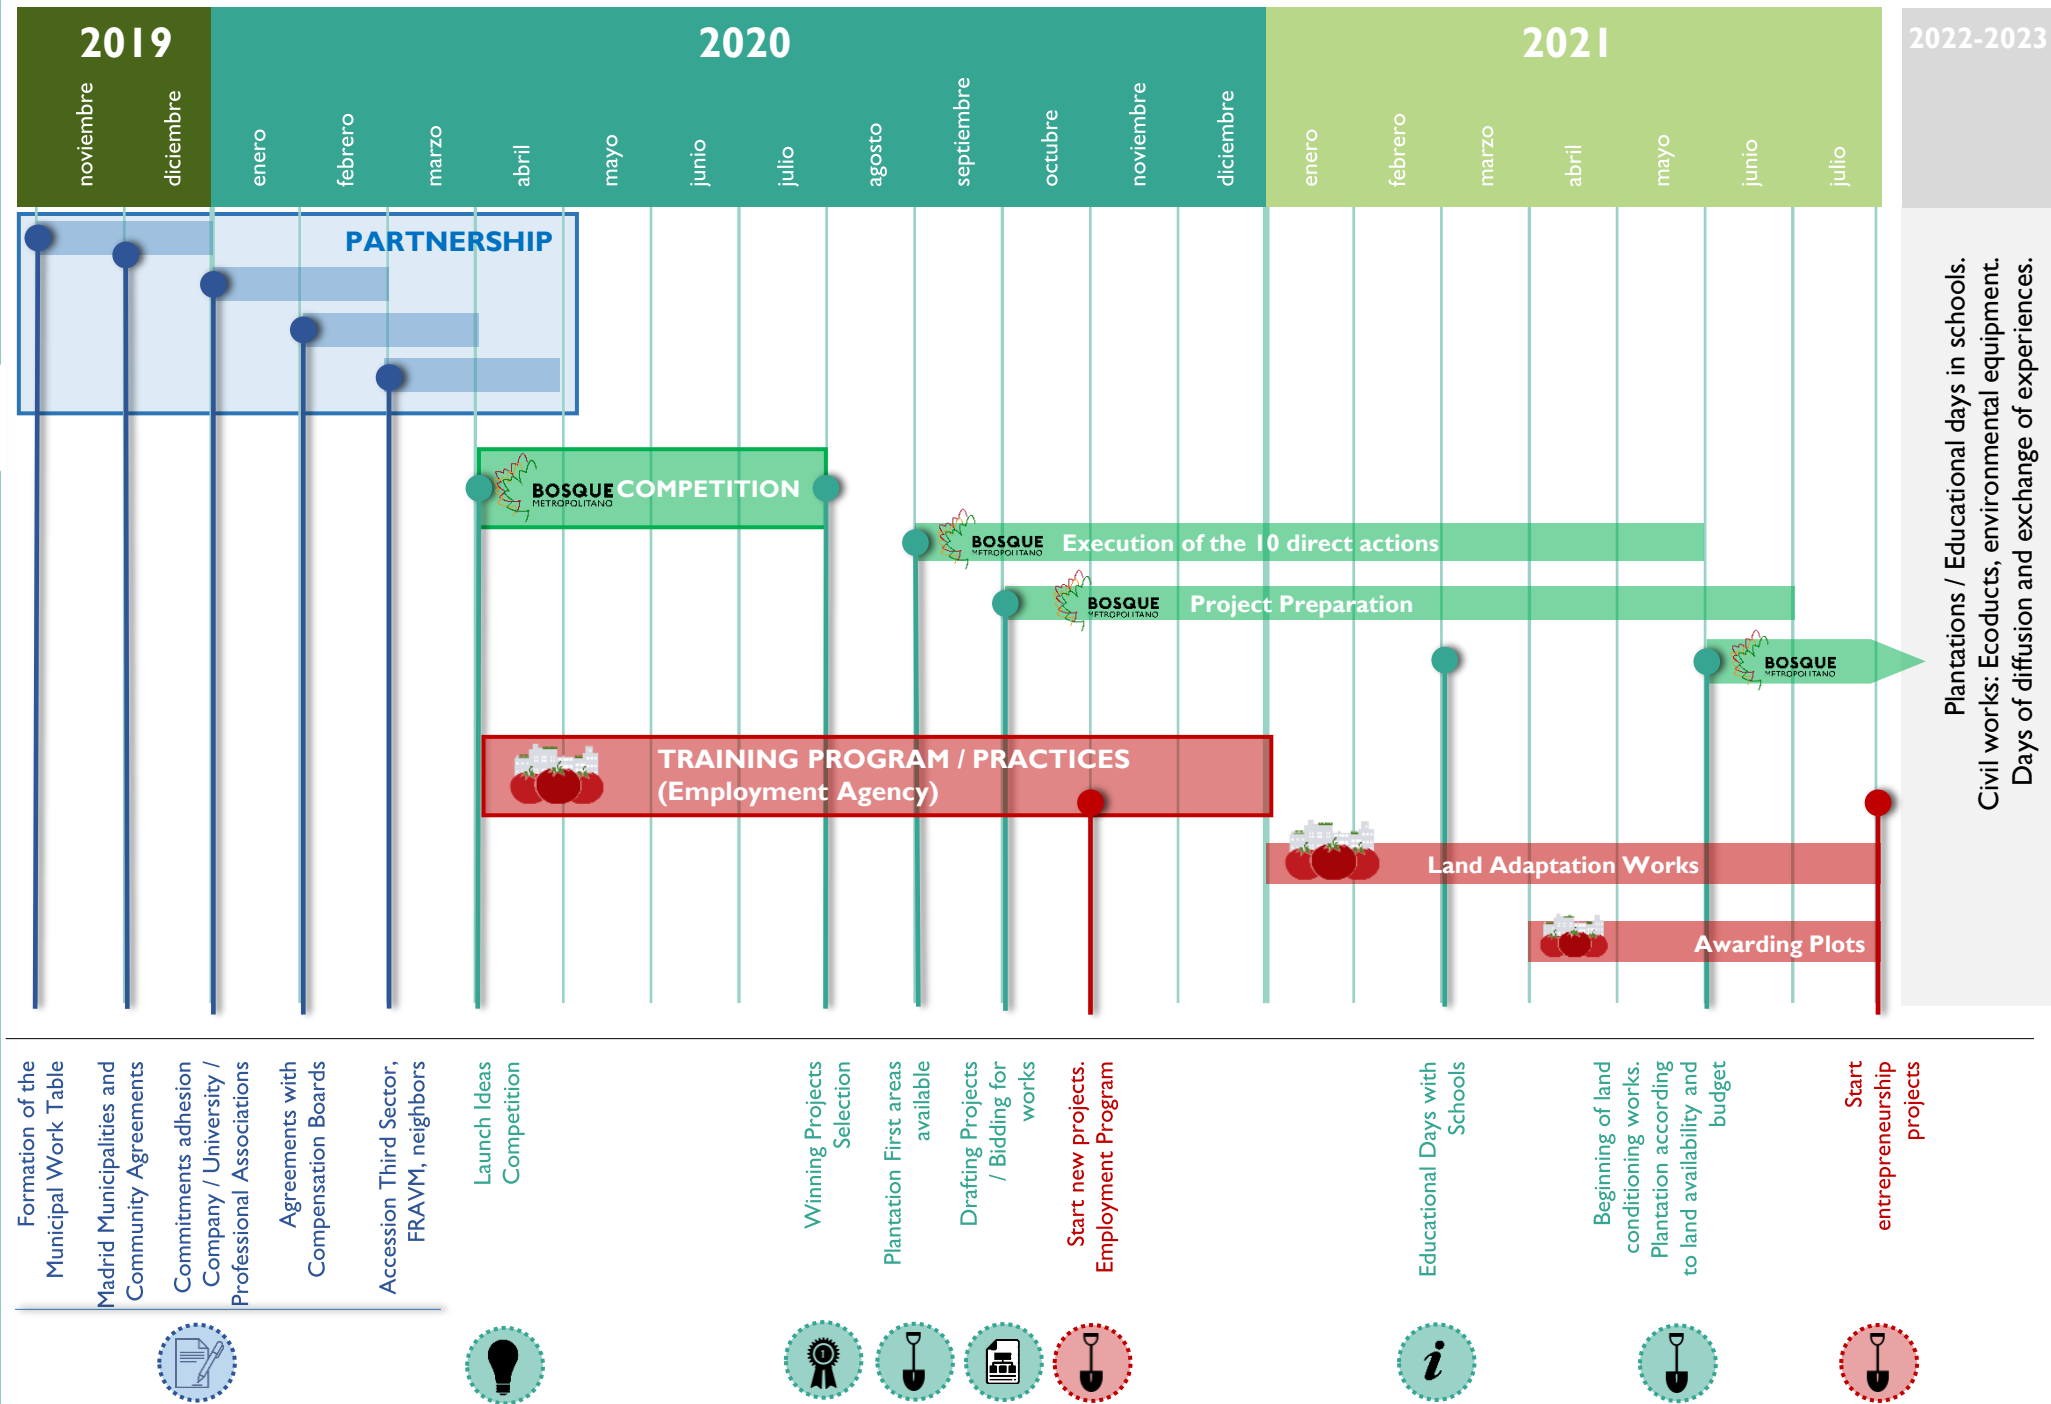 2019
2020
2021
2022-2023
noviembre
diciembre
enero
febrero
marzo
abril
mayo
junio
julio
agosto
septiembre
octubre
noviembre
diciembre
enero
febrero
marzo
abril
mayo
junio
julio
PARTNERSHIP
BOSQUE
METROPOLITANO
COMPETITION
BOSQUE
METROPOLITANO
Execution of the 10 direct actions
BOSQUE
METROPOLITANO
Project Preparation
BOSQUE
METROPOLITANO
TRAINING PROGRAM / PRACTICES
(Employment Agency)
Land Adaptation Works
Awarding Plots
Plantations / Educational days in schools.
Civil works: Ecoducts, environmental equipment.
Days of diffusion and exchange of experiences.
Formation of the
Municipal Work Table
Madrid Municipalities and
Community Agreements
Commitments adhesion
Company / University /
Professional Associations
Agreements with
Compensation Boards
Accession Third Sector,
FRAVM, neighbors
Launch Ideas
Competition
Winning Projects
Selection
Plantation First areas
available
Drafting Projects
/ Bidding for
works
Start new projects.
Employment Program
Educational Days with
Schools
Beginning of land
conditioning works.
Plantation according
to land availability and
budget
Start
entrepreneurship
projects
1
i